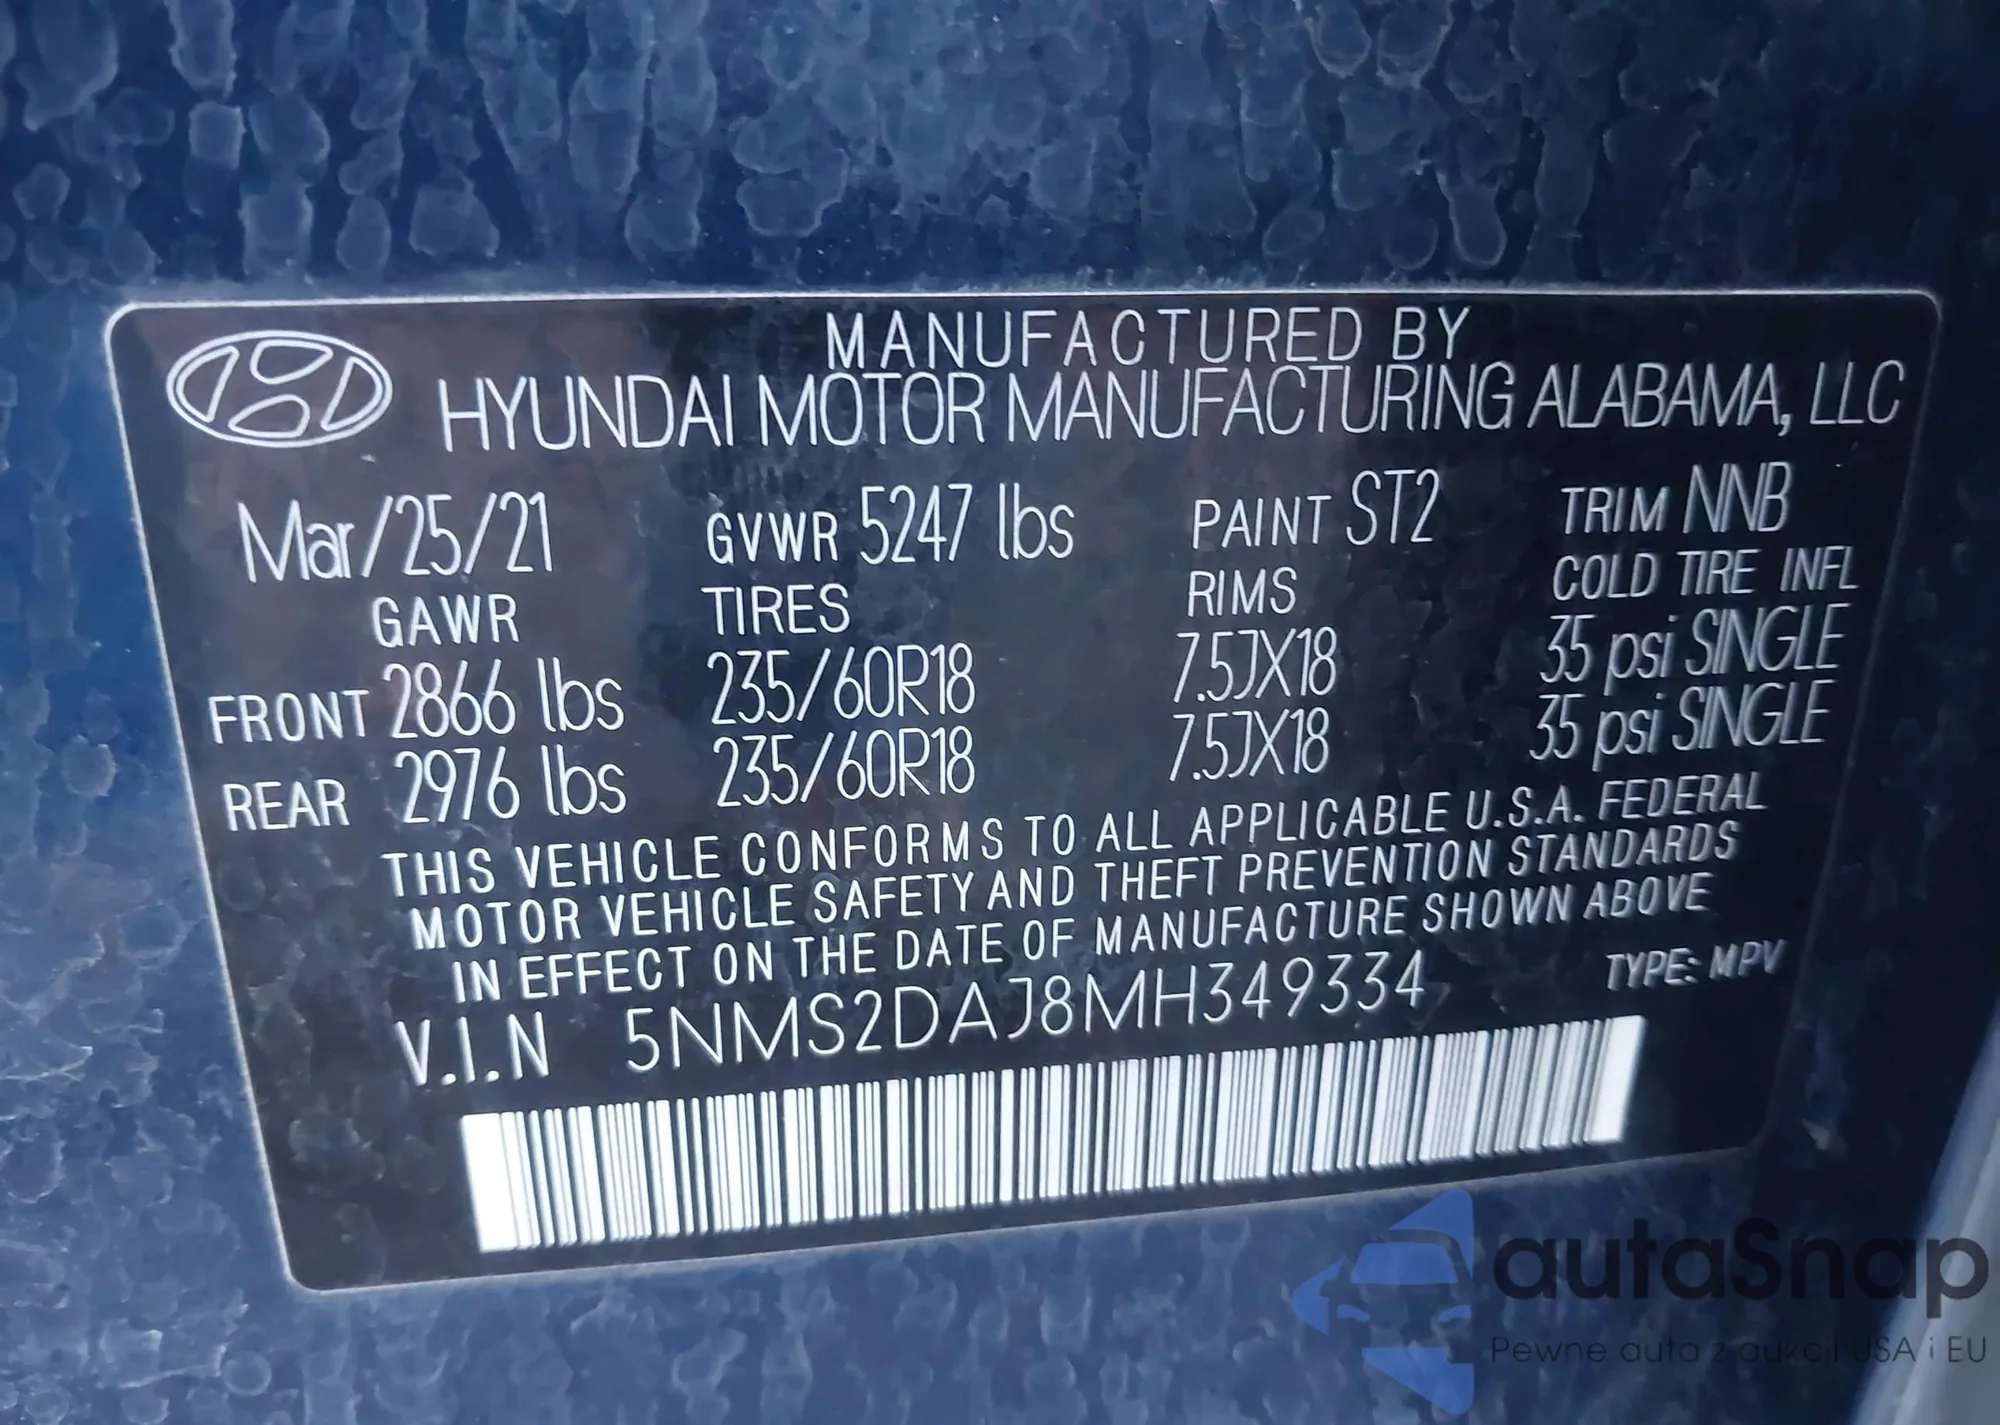 MANUFACTURED BY
HYUNDAI MOTOR MANUFACTURING ALABAMA, LLC
Mar/25/21 GVWR 5247 lbs PAINT ST2 TRIM NNB
GAWR TIRES RIMS COLD TIRE INFL
FRONT 2866 lbs 235/60R18 7.5JX18 35 psi SINGLE
REAR 2976 lbs 235/60R18 7.5JX18 35 psi SINGLE
THIS VEHICLE CONFORMS TO ALL APPLICABLE U.S.A. FEDERAL
MOTOR VEHICLE SAFETY AND THEFT PREVENTION STANDARDS
IN EFFECT ON THE DATE OF MANUFACTURE SHOWN ABOVE
V.I.N 5NMS2DAJ8MH349334 TYPE: MPV
autaSnap
Pewne auta z aukcji USA i EU